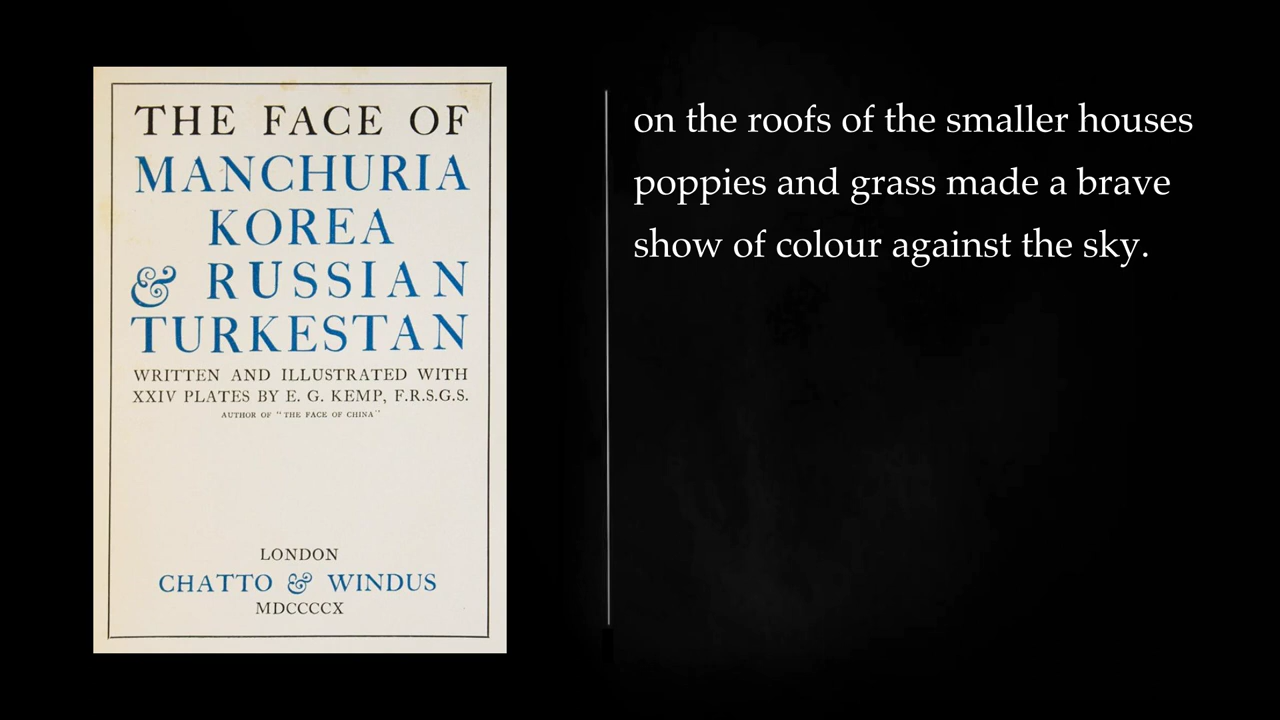 THE FACE OF
MANCHURIA
KOREA
& RUSSIAN
TURKESTAN
WRITTEN AND ILLUSTRATED WITH
XXIV PLATES BY E. G. KEMP, F.R.S.G.S.
AUTHOR OF "THE FACE OF CHINA"
LONDON
CHATTO & WINDUS
MDCCCCX
on the roofs of the smaller houses
poppies and grass made a brave
show of colour against the sky.